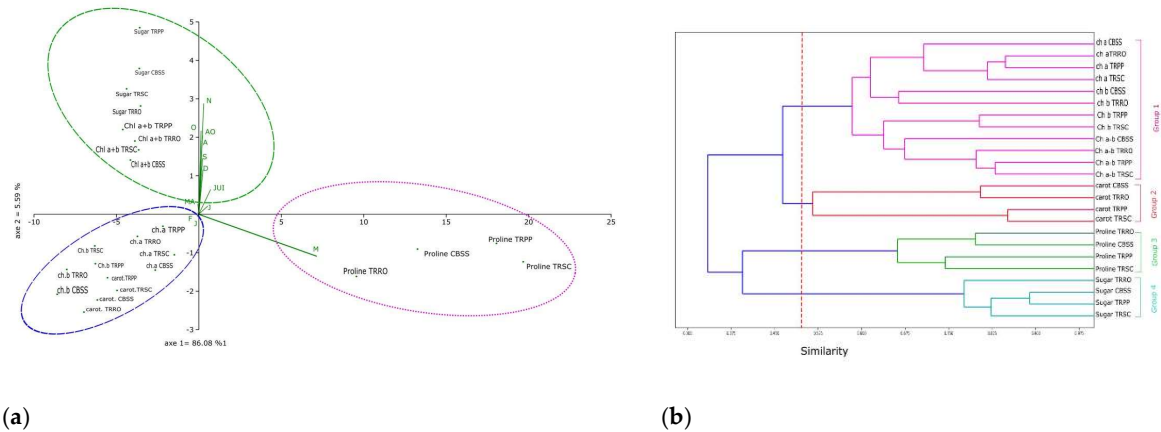 5
Sugar TRPP
4
Sugar CBSS
Sugar TRSC
3
Sugar TRRO
N
Chl a+b TRPP
O
AO
2
Chl a+b TRRO
A
Chl a+b TRSC
S
Chl a+b CBSS
D
1
JUI
MA
J
-10
-5
F
5
10
15
20
25
J
ch.a TRPP
ch.a TRRO
Ch.b TRSC
ch.a TRSC
-1
M
Proline CBSS
Prρline TRPP
Ch.b TRPP
ch.a CBSS
Proline TRRO
Proline TRSC
ch.b TRRO
carot.TRPP
ch.b CBSS
carot.TRSC
-2
carot. CBSS
carot. TRRO
-3
axe 2 = 5.59 %
axe 1= 86.08 %1
(a)
ch a CBSS
ch aTRRO
ch a TRPP
ch a TRSC
ch b CBSS
ch b TRRO
Ch b TRPP
Ch b TRSC
Ch a-b CBSS
Ch a-b TRRO
Ch a-b TRPP
Ch a-b TRSC
carot CBSS
carot TRRO
carot TRPP
carot TRSC
Proline TRRO
Proline CBSS
Proline TRPP
Proline TRSC
Sugar TRRO
Sugar CBSS
Sugar TRPP
Sugar TRSC
Group 1
Group 2
Group 3
Group 4
Similarity
(b)